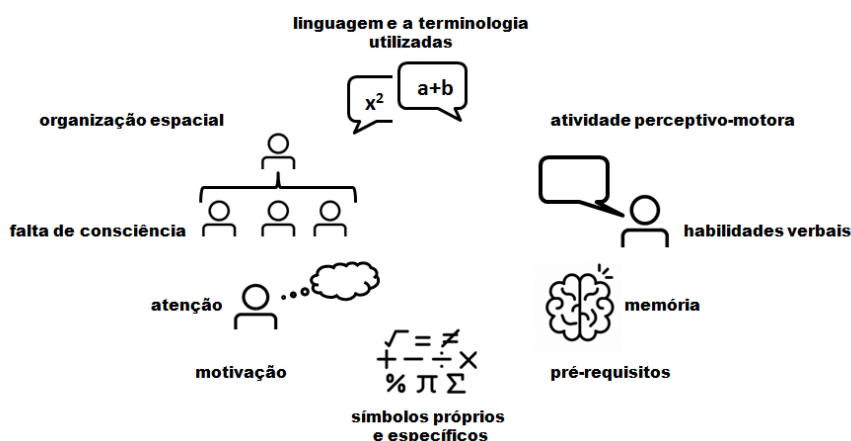 linguagem e a terminologia
utilizadas
x² a+b
organização espacial
atividade perceptivo-motora
falta de consciência
habilidades verbais
atenção
memória
√ = ≠
+ − ÷ ×
% π Σ
motivação
pré-requisitos
símbolos próprios
e específicos